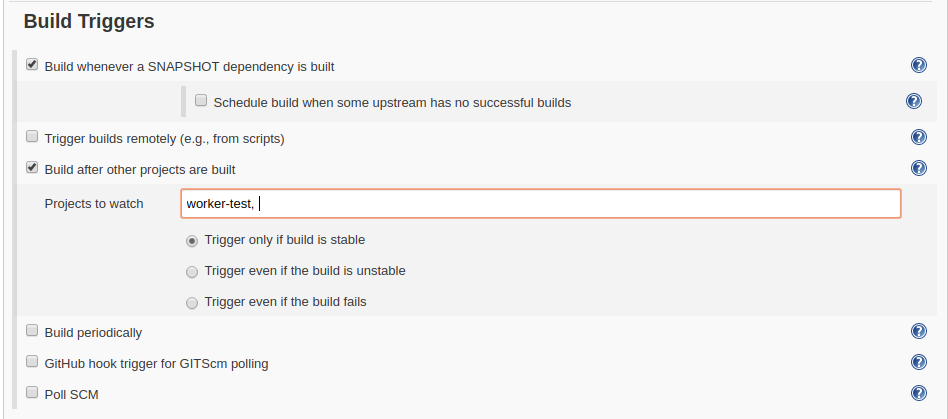 Build Triggers
Build whenever a SNAPSHOT dependency is built
Schedule build when some upstream has no successful builds
Trigger builds remotely (e.g., from scripts)
Build after other projects are built
Projects to watch worker-test,
Trigger only if build is stable
Trigger even if the build is unstable
Trigger even if the build fails
Build periodically
GitHub hook trigger for GITScm polling
Poll SCM